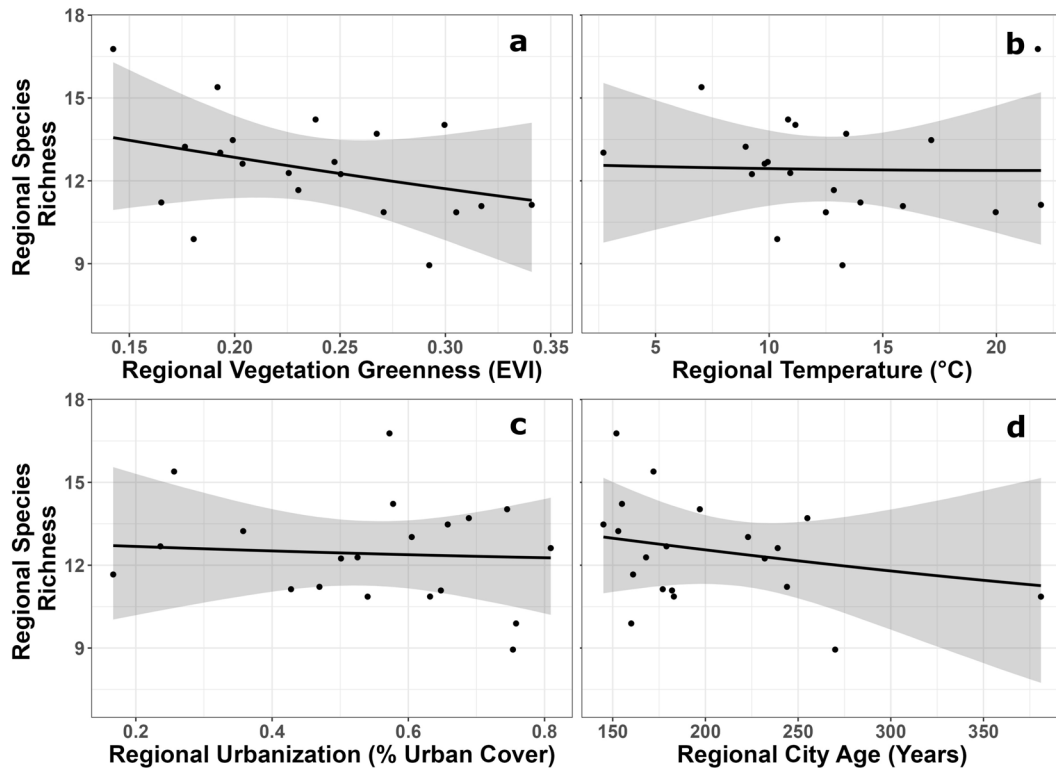 18
15
12
9
Regional Species
Richness
a
0.15 0.20 0.25 0.30 0.35
Regional Vegetation Greenness (EVI)
b
5 10 15 20
Regional Temperature (°C)
18
15
12
9
Regional Species
Richness
c
0.2 0.4 0.6 0.8
Regional Urbanization (% Urban Cover)
d
150 200 250 300 350
Regional City Age (Years)